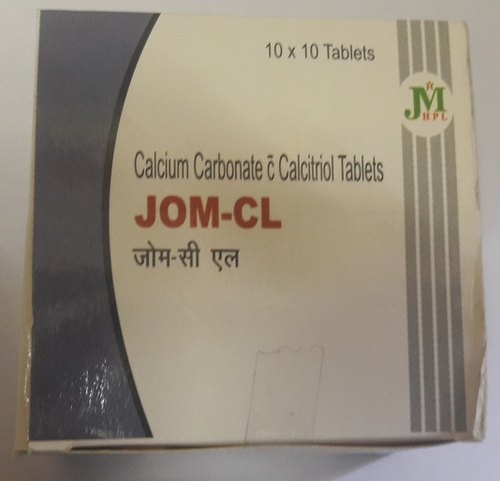 10 x 10 Tablets
JM
HPL
Calcium Carbonate c̄ Calcitriol Tablets
JOM-CL
जोम-सी एल